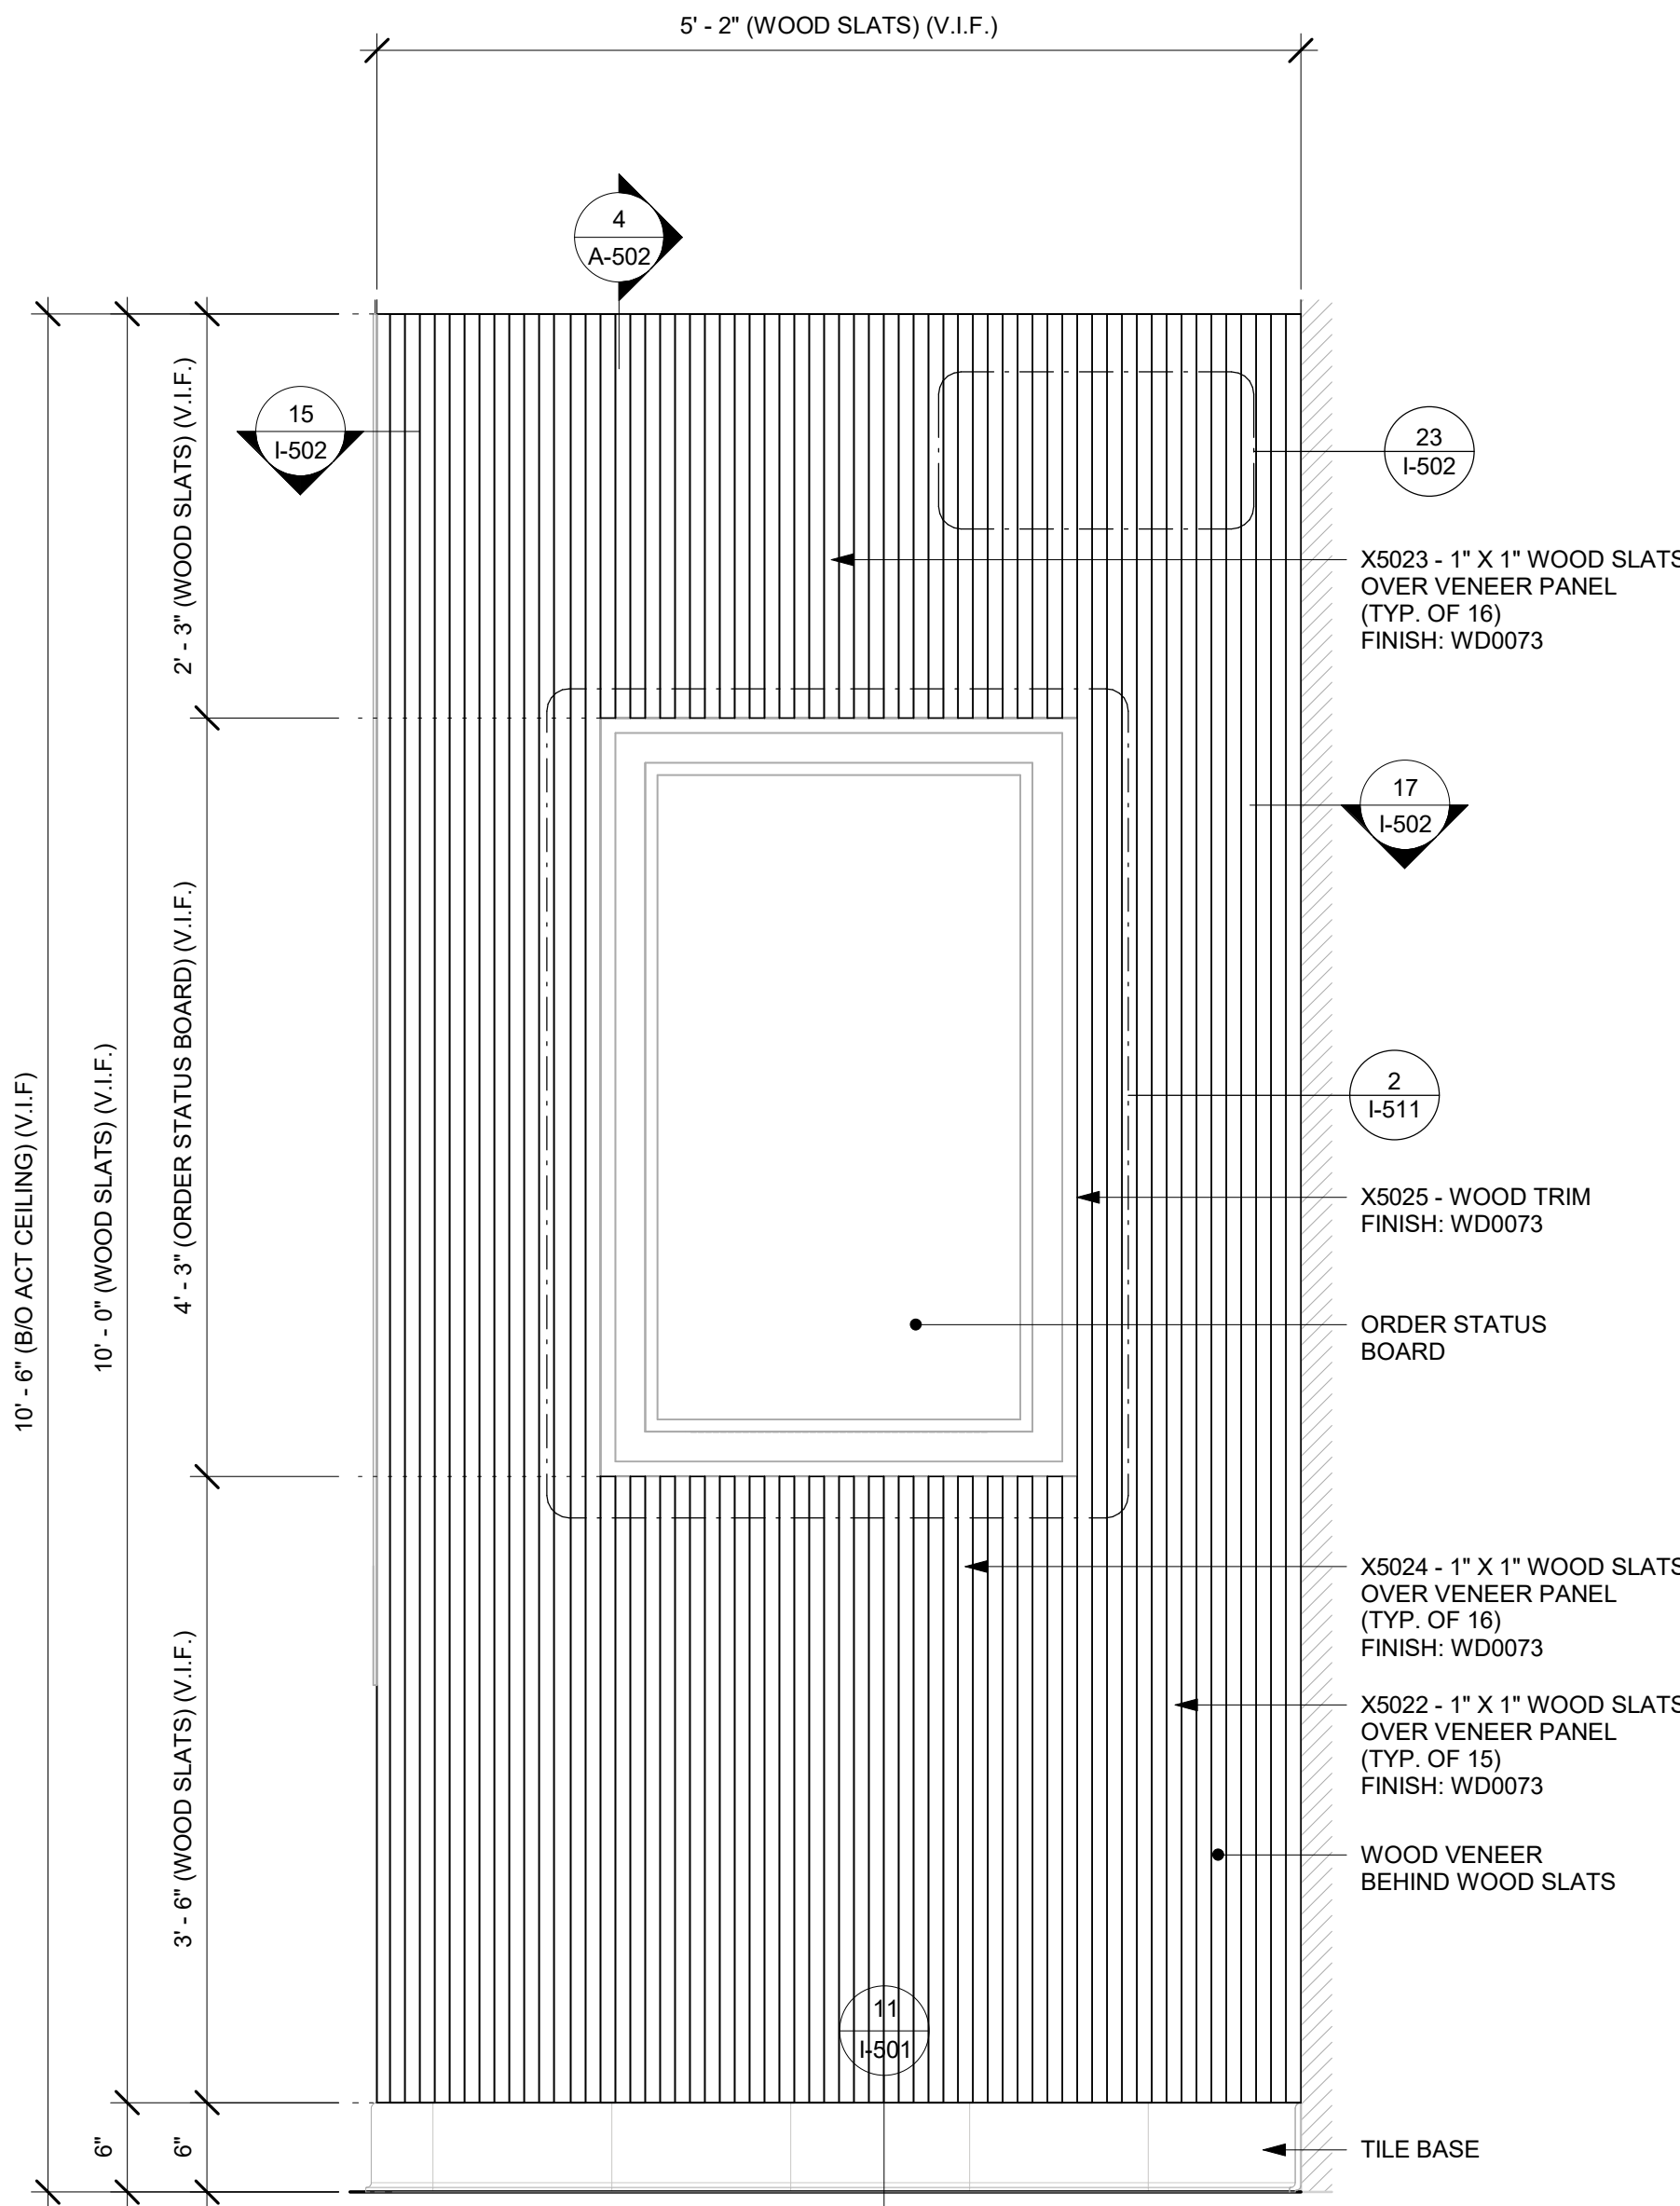 5' - 2" (WOOD SLATS) (V.I.F.)
4
A-502
15
I-502
23
I-502
X5023 - 1" X 1" WOOD SLATS
OVER VENEER PANEL
(TYP. OF 16)
FINISH: WD0073
17
I-502
2
I-511
X5025 - WOOD TRIM
FINISH: WD0073
ORDER STATUS
BOARD
X5024 - 1" X 1" WOOD SLATS
OVER VENEER PANEL
(TYP. OF 16)
FINISH: WD0073
X5022 - 1" X 1" WOOD SLATS
OVER VENEER PANEL
(TYP. OF 15)
FINISH: WD0073
WOOD VENEER
BEHIND WOOD SLATS
11
I-501
TILE BASE
10' - 6" (B/O ACT CEILING) (V.I.F)
10' - 0" (WOOD SLATS) (V.I.F.)
6"
2' - 3" (WOOD SLATS) (V.I.F.)
4' - 3" (ORDER STATUS BOARD) (V.I.F.)
3' - 6" (WOOD SLATS) (V.I.F.)
6"